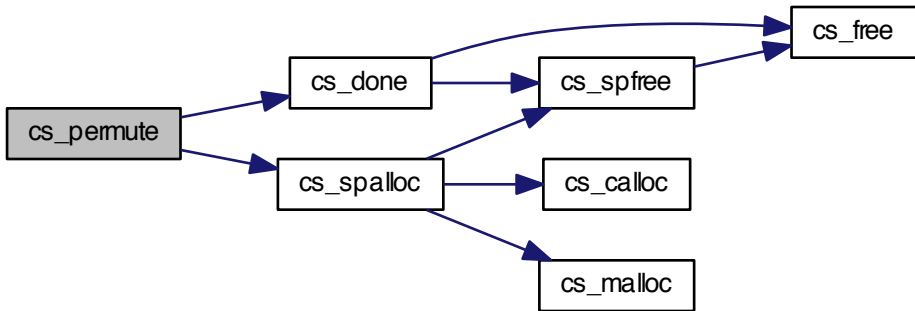 cs_permute
cs_done
cs_spalloc
cs_spfree
cs_calloc
cs_malloc
cs_free